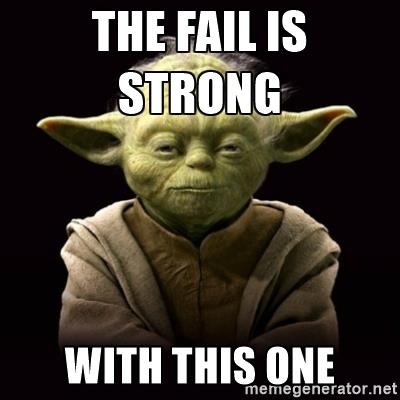 THE FAIL IS
STRONG
WITH THIS ONE
memegenerator.net